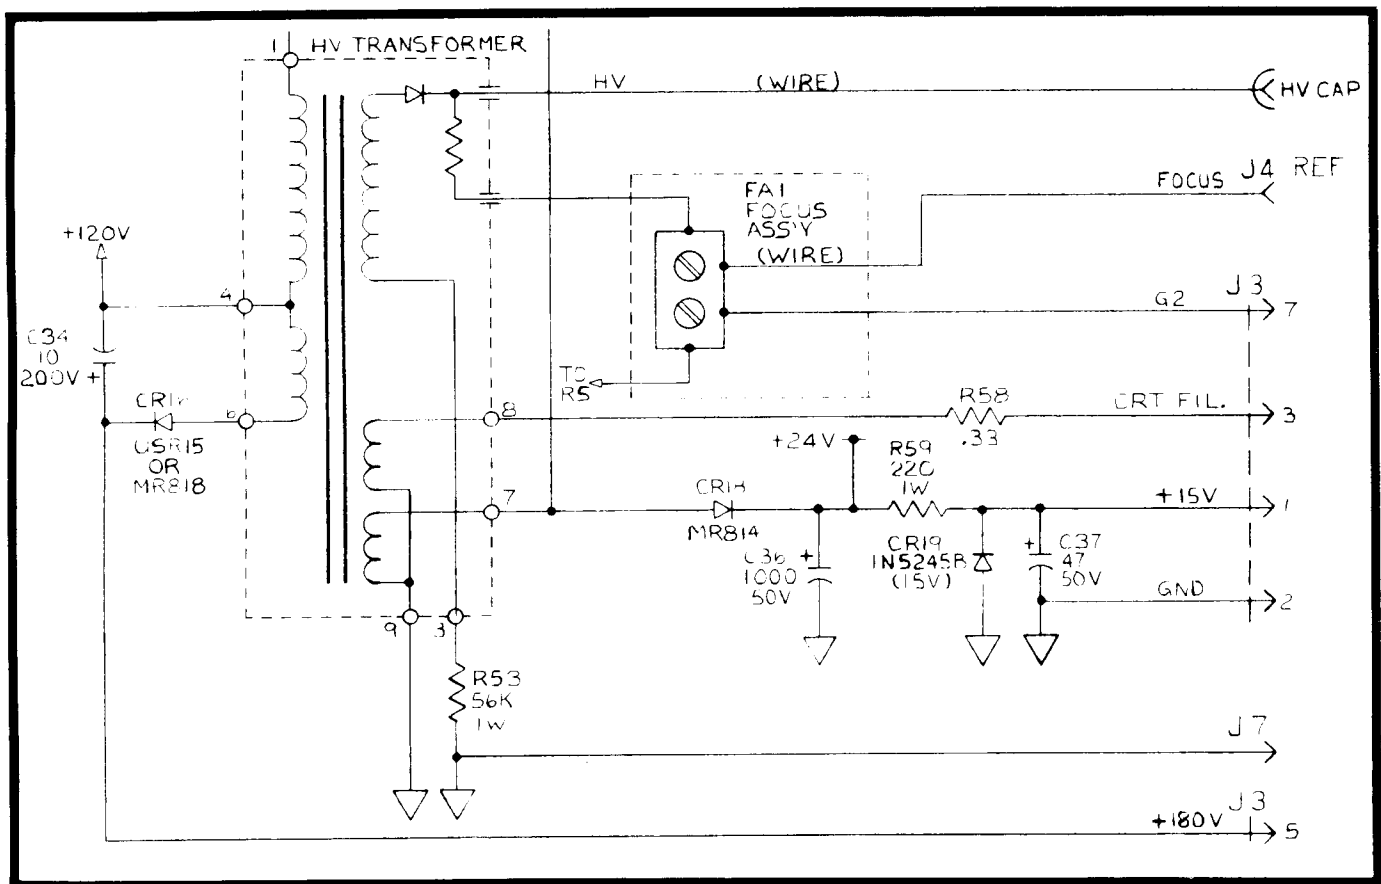 1 HV TRANSFORMER
HV (WIRE) HV CAP
J4 REF
FOCUS
FA1
FOCUS
ASS'Y
(WIRE)
+120V
4
J3
G2 7
C34
10
200V +
TO
R5
6
USR15
OR
MR818
8
R58
.33
CRT FIL. 3
+24V
R59
220
1W
7
MR814
+15V 1
C36 +
1000
50V
CR19
1N5245B
(15V)
+ C37
47
50V
GND 2
9 3
R53
56K
1W
J7
J3
+180V 5